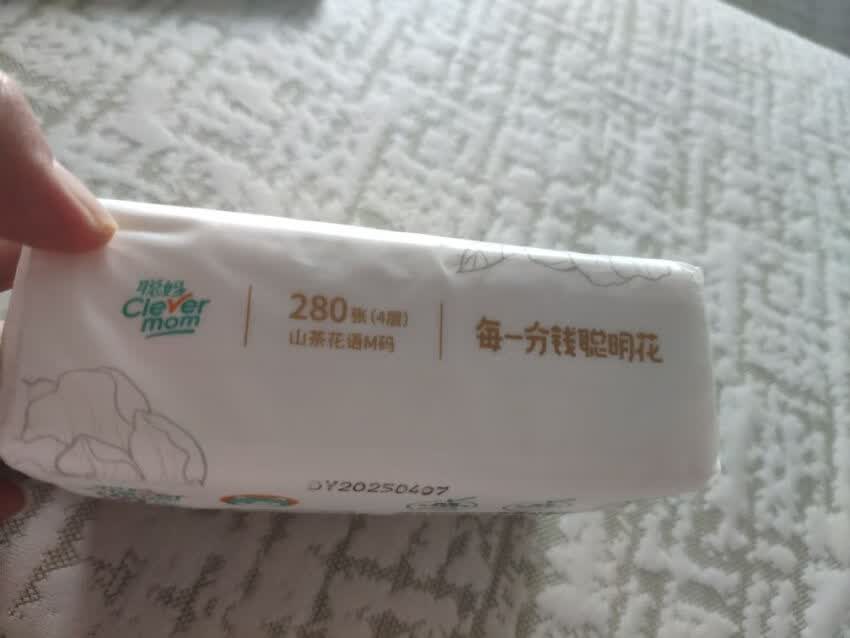 聪妈
Clever
mom
280张(4层)
山茶花语M码
每一分钱聪明花
DY20250407